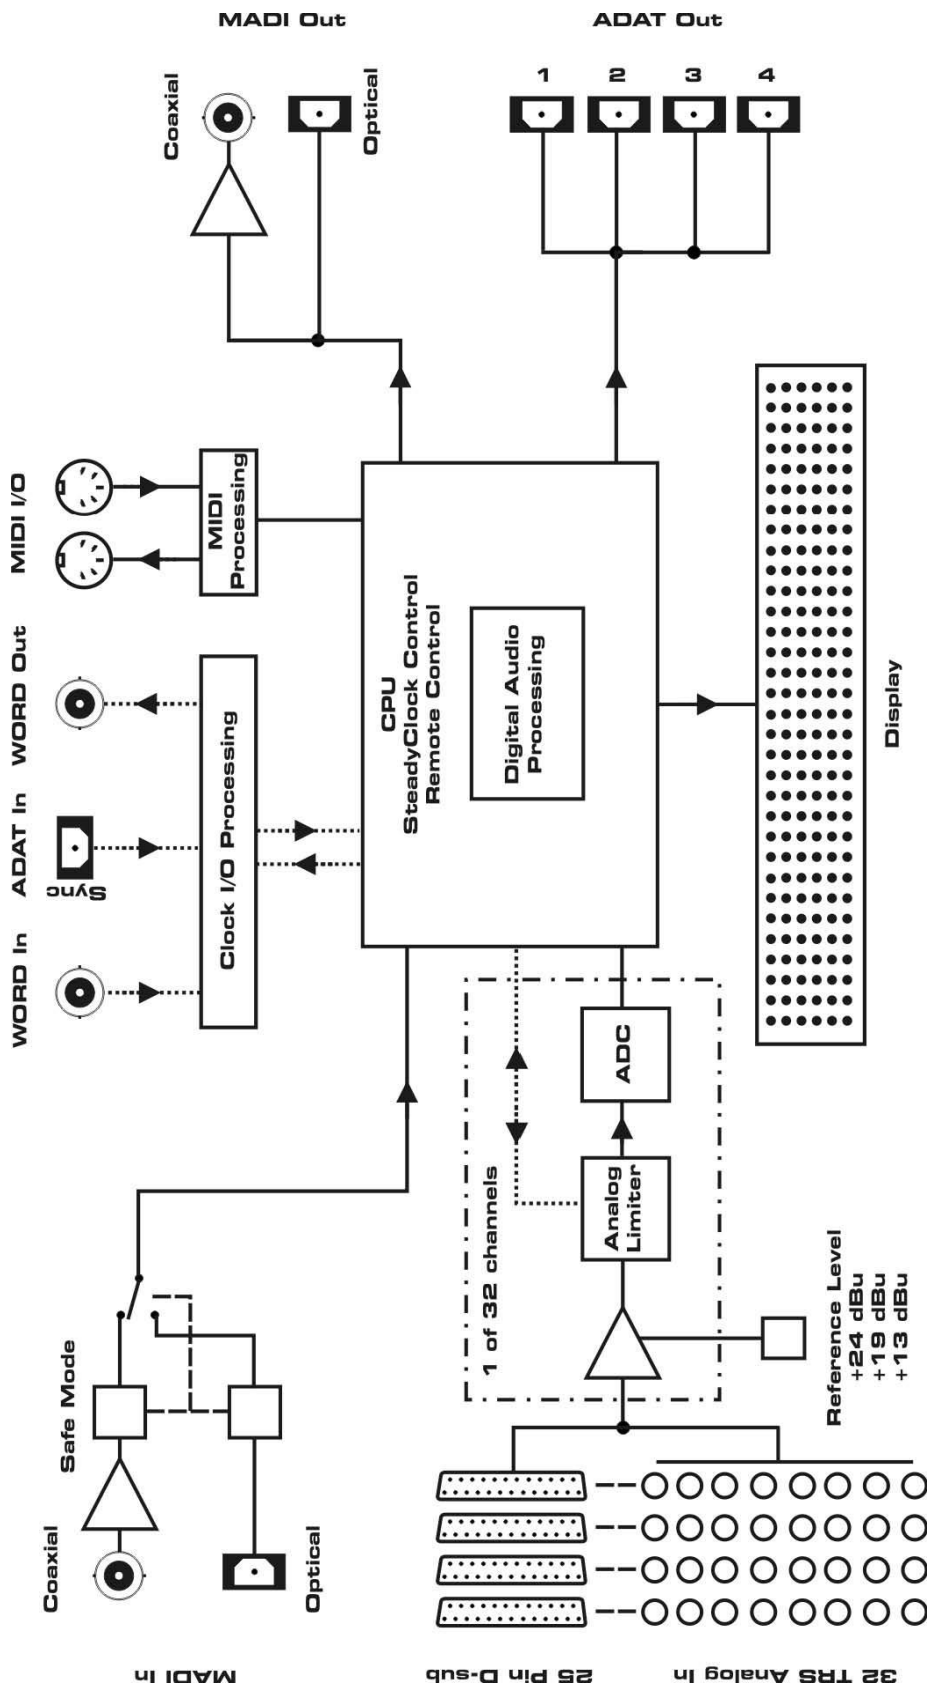 MADI Out
ADAT Out
Coaxial
Optical
1
2
3
4
MIDI I/O
MIDI
Processing
WORD Out
ADAT In
Sync
WORD In
Clock I/O Processing
CPU
SteadyClock Control
Remote Control
Digital Audio
Processing
Display
1 of 32 channels
ADC
Analog
Limiter
Reference Level
+24 dBu
+19 dBu
+13 dBu
Safe Mode
Coaxial
Optical
MADI In
25 Pin D-sub
32 TRS Analog In